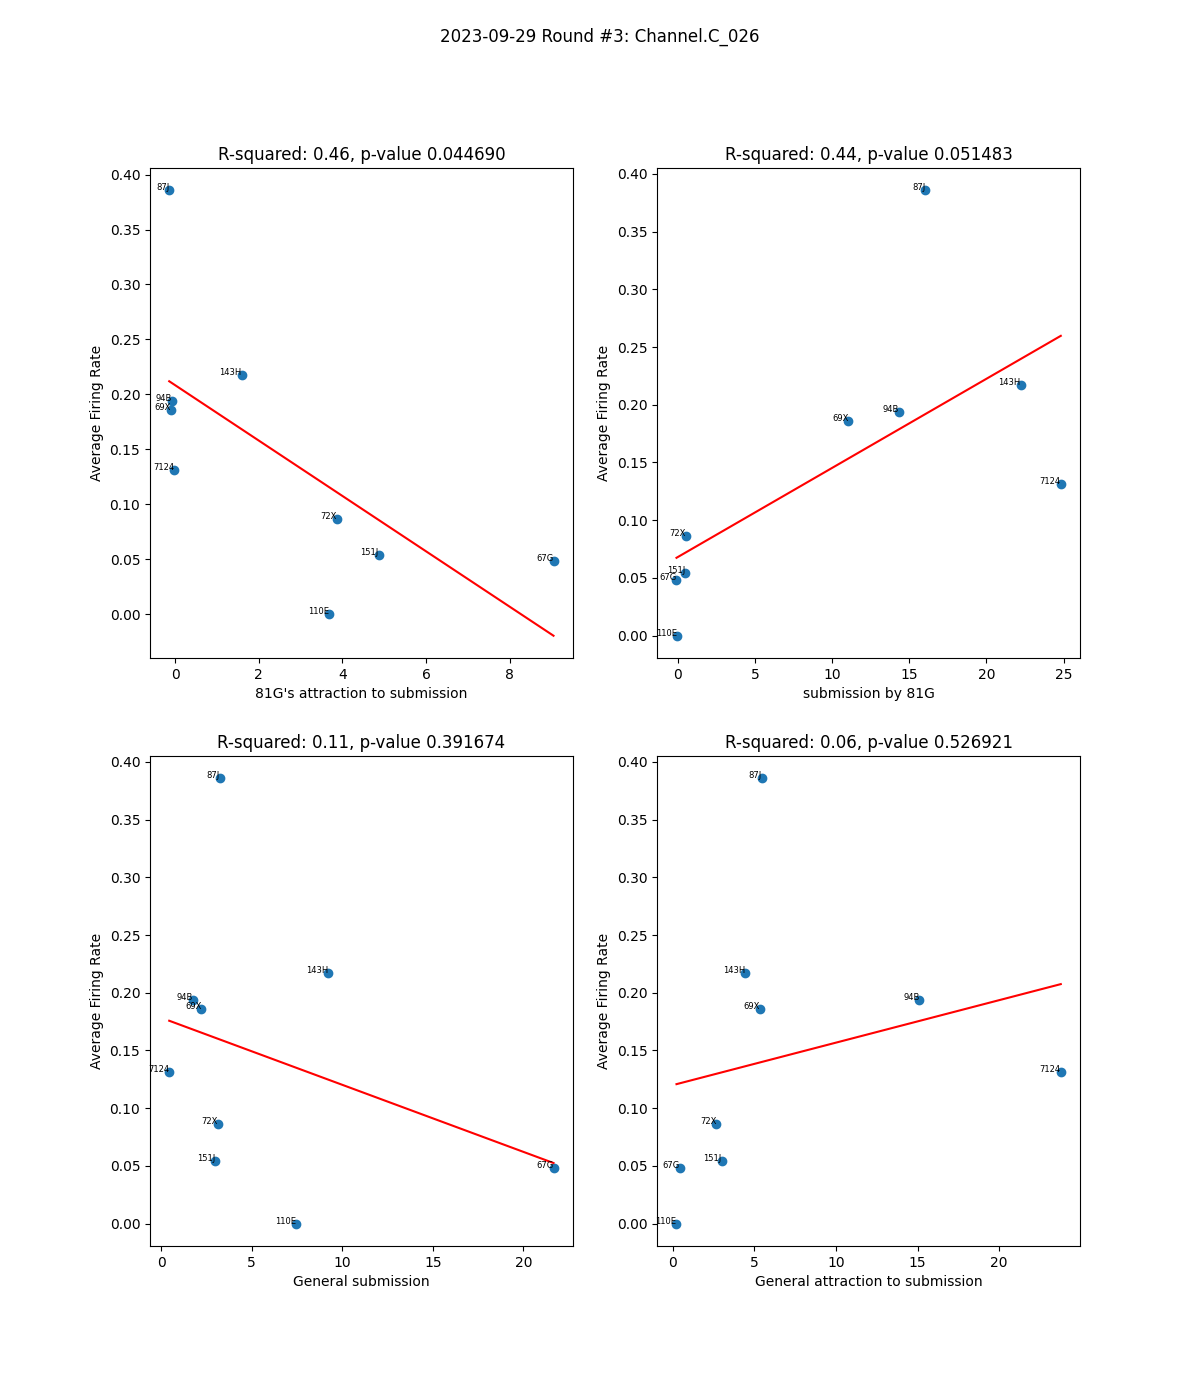 2023-09-29 Round #3: Channel.C_026
R-squared: 0.46, p-value 0.044690
0.40
0.35
0.30
0.25
0.20
0.15
0.10
0.05
0.00
Average Firing Rate
87J
143H
94B
69X
7124
72X
151J
67G
110E
0 2 4 6 8
81G's attraction to submission
R-squared: 0.44, p-value 0.051483
0.40
0.35
0.30
0.25
0.20
0.15
0.10
0.05
0.00
Average Firing Rate
87J
143H
94B
69X
7124
72X
151J
67G
110E
0 5 10 15 20 25
submission by 81G
R-squared: 0.11, p-value 0.391674
0.40
0.35
0.30
0.25
0.20
0.15
0.10
0.05
0.00
Average Firing Rate
87J
143H
94B
69X
7124
72X
151J
67G
110E
0 5 10 15 20
General submission
R-squared: 0.06, p-value 0.526921
0.40
0.35
0.30
0.25
0.20
0.15
0.10
0.05
0.00
Average Firing Rate
87J
143H
94B
69X
7124
72X
151J
67G
110E
0 5 10 15 20
General attraction to submission